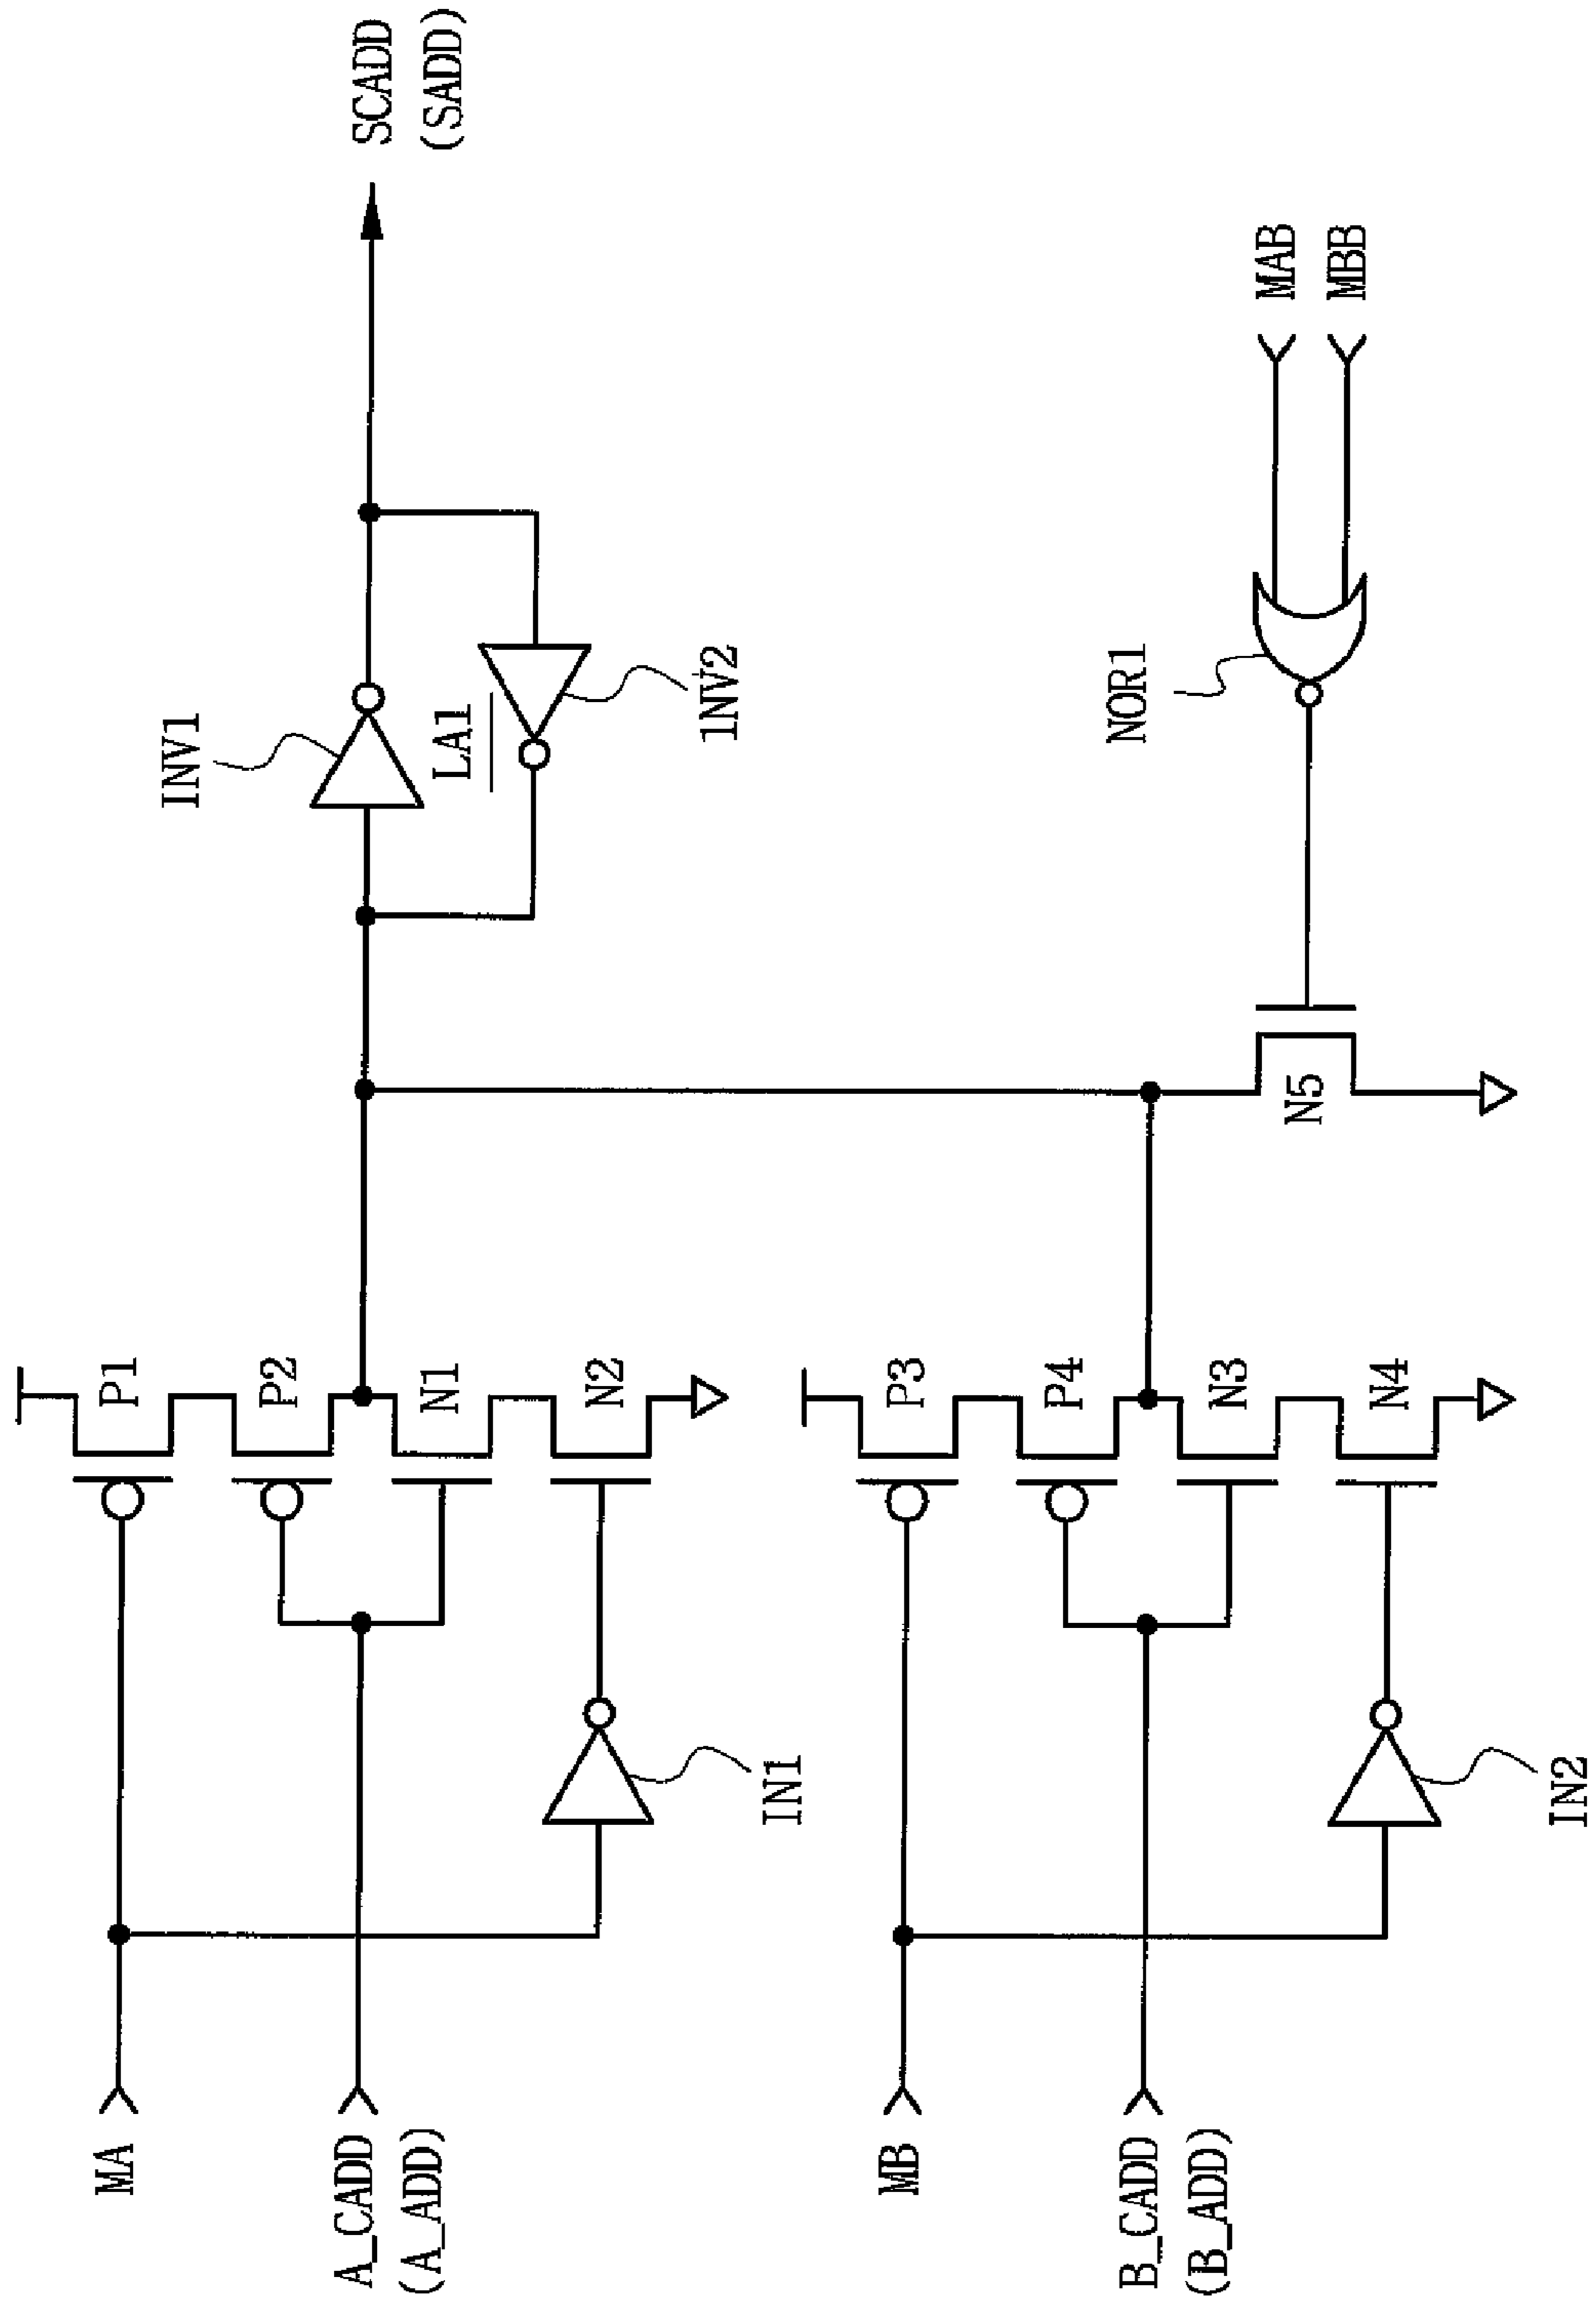 MA
A_CADD
(A_ADD)
P1
P2
N1
N2
IN1
INV1
LA1
1NV2
SCADD
(SADD)
MB
B_CADD
(B_ADD)
P3
P4
N3
N4
IN2
N5
NOR1
MAB
MBB